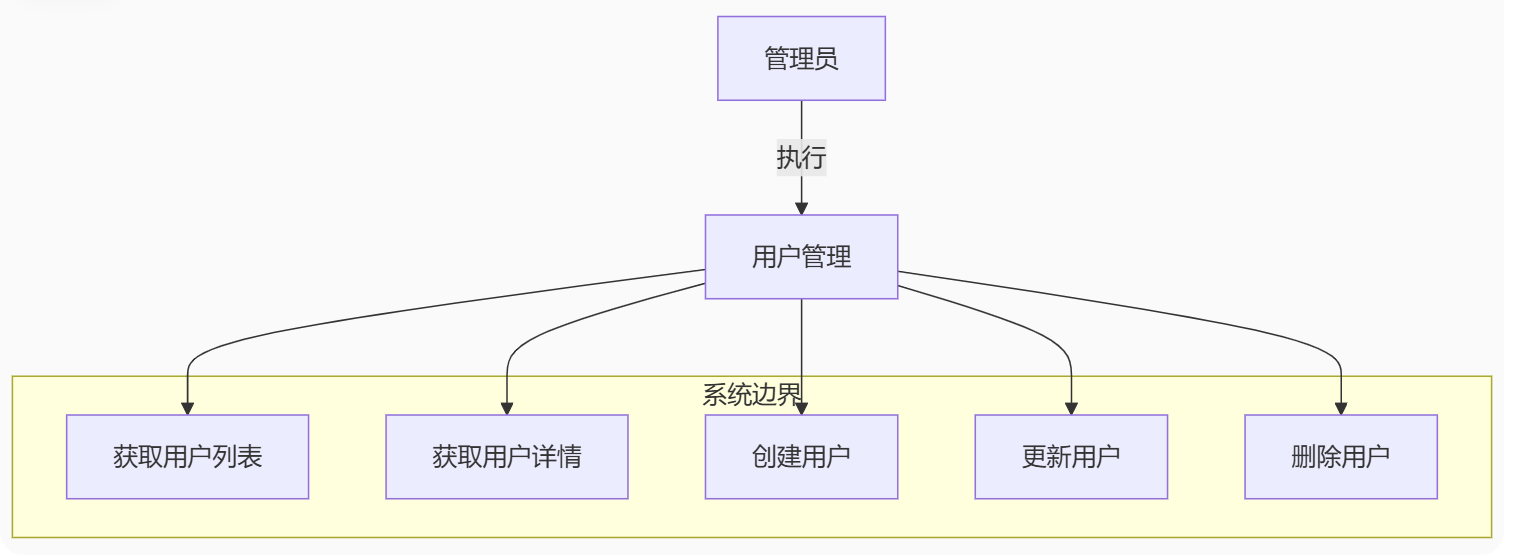 管理员
执行
用户管理
系统边界
获取用户列表
获取用户详情
创建用户
更新用户
删除用户